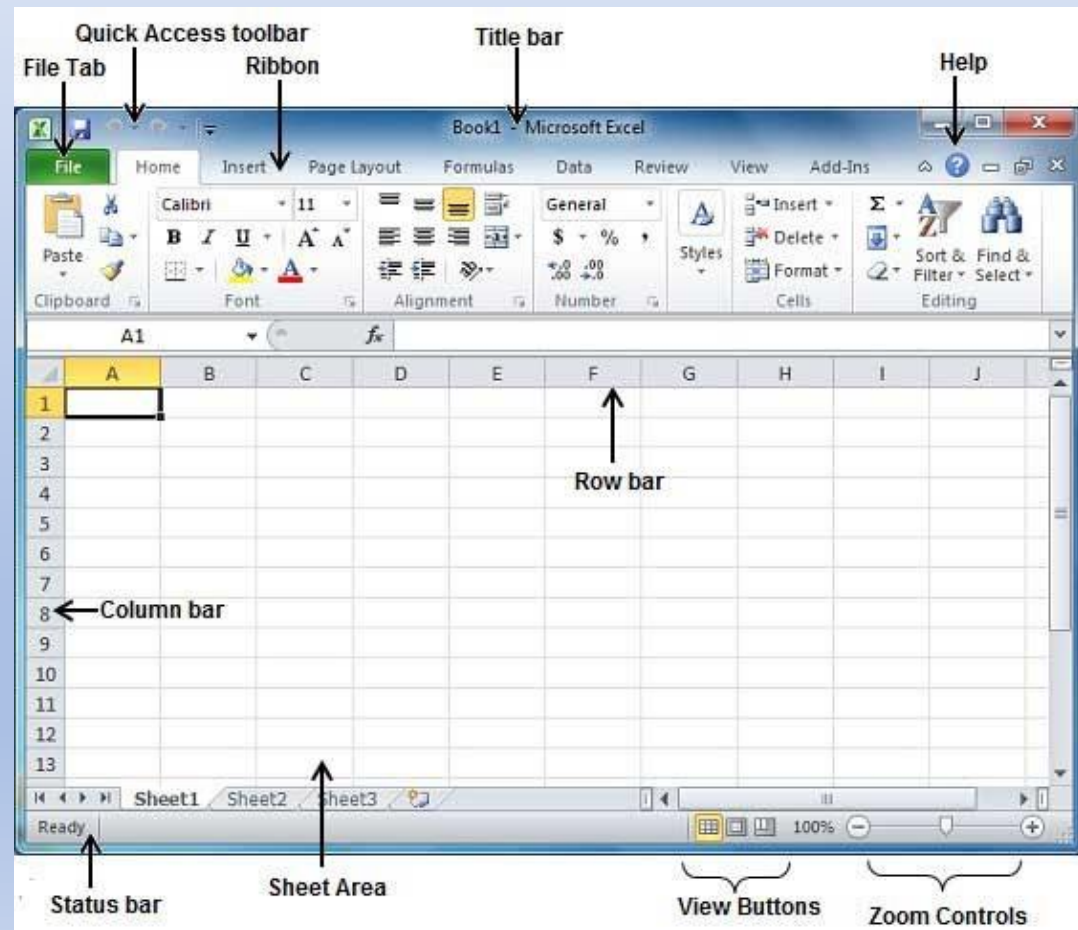 Quick Access toolbar
Title bar
File Tab
Ribbon
Help
Book1 - Microsoft Excel
File Home Insert Page Layout Formulas Data Review View Add-Ins
Calibri 11 General Insert
B I U A A $ % , Delete
Paste Styles Sort & Find &
A .00 .00 Format Filter Select
Clipboard Font Alignment Number Cells Editing
A1 fx
A B C D E F G H I J
1
2
3
4 Row bar
5
6
7
8 Column bar
9
10
11
12
13
Sheet1 Sheet2 Sheet3
Ready 100%
Status bar
Sheet Area
View Buttons
Zoom Controls